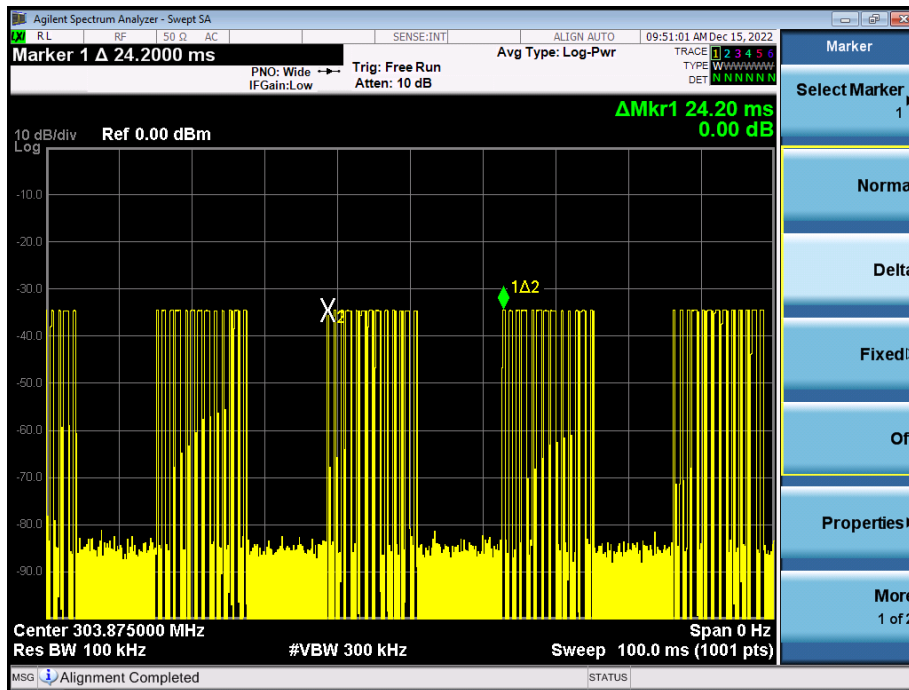 Agilent Spectrum Analyzer - Swept SA
LXI RL RF 50 Ω AC SENSE:INT ALIGN AUTO 09:51:01 AM Dec 15, 2022
Marker 1 Δ 24.2000 ms
PNO: Wide
IFGain:Low
Trig: Free Run
Atten: 10 dB
Avg Type: Log-Pwr
TRACE 1 2 3 4 5 6
TYPE WWWWWW
DET N N N N N N
ΔMkr1 24.20 ms
0.00 dB
10 dB/div Ref 0.00 dBm
Log
-10.0
-20.0
-30.0
-40.0
-50.0
-60.0
-70.0
-80.0
-90.0
X2
1Δ2
Center 303.875000 MHz
Span 0 Hz
Res BW 100 kHz
#VBW 300 kHz
Sweep 100.0 ms (1001 pts)
MSG Alignment Completed
STATUS
Marker
Select Marker
1
Norma
Delta
Fixed
Of
Properties
More
1 of 2